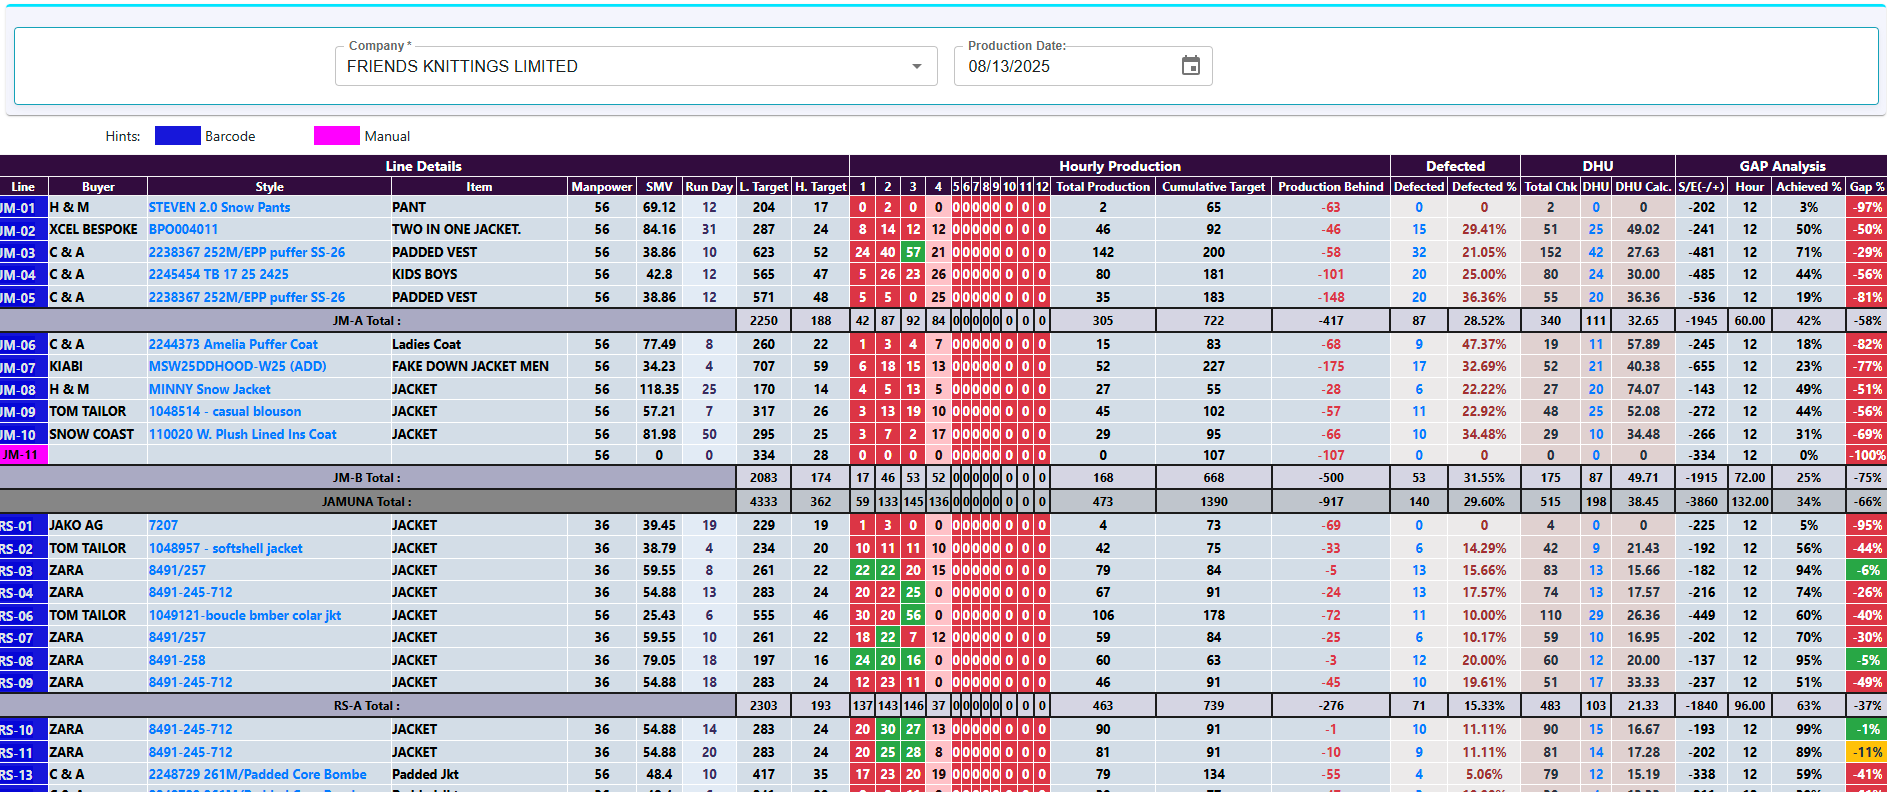 Company *
FRIENDS KNITTINGS LIMITED
Production Date:
08/13/2025
Hints: Barcode Manual
Line Details Hourly Production Defected DHU GAP Analysis
Line Buyer Style Item Manpower SMV Run Day L. Target H. Target 1 2 3 4 5 6 7 8 9 10 11 12 Total Production Cumulative Target Production Behind Defected Defected % Total Chk DHU DHU Calc. S/E(-/+) Hour Achieved % Gap %
JM-01 H & M STEVEN 2.0 Snow Pants PANT 56 69.12 12 204 17 0 2 0 0 0 0 0 0 0 0 0 0 2 65 -63 0 0 2 0 0 -202 12 3% -97%
JM-02 XCEL BESPOKE BPO004011 TWO IN ONE JACKET. 56 84.16 31 287 24 8 14 12 12 0 0 0 0 0 0 0 0 46 92 -46 15 29.41% 51 25 49.02 -241 12 50% -50%
JM-03 C & A 2238367 252M/EPP puffer SS-26 PADDED VEST 56 38.86 10 623 52 24 40 57 21 0 0 0 0 0 0 0 0 142 200 -58 32 21.05% 152 42 27.63 -481 12 71% -29%
JM-04 C & A 2245454 TB 17 25 2425 KIDS BOYS 56 42.8 12 565 47 5 26 23 26 0 0 0 0 0 0 0 0 80 181 -101 20 25.00% 80 24 30.00 -485 12 44% -56%
JM-05 C & A 2238367 252M/EPP puffer SS-26 PADDED VEST 56 38.86 12 571 48 5 5 0 25 0 0 0 0 0 0 0 0 35 183 -148 20 36.36% 55 20 36.36 -536 12 19% -81%
JM-A Total : 2250 188 42 87 92 84 0 0 0 0 0 0 0 0 305 722 -417 87 28.52% 340 111 32.65 -1945 60.00 42% -58%
JM-06 C & A 2244373 Amelia Puffer Coat Ladies Coat 56 77.49 8 260 22 1 3 4 7 0 0 0 0 0 0 0 0 15 83 -68 9 47.37% 19 11 57.89 -245 12 18% -82%
JM-07 KIABI MSW25DDHOOD-W25 (ADD) FAKE DOWN JACKET MEN 56 34.23 4 707 59 6 18 15 13 0 0 0 0 0 0 0 0 52 227 -175 17 32.69% 52 21 40.38 -655 12 23% -77%
JM-08 H & M MINNY Snow Jacket JACKET 56 118.35 25 170 14 4 5 13 5 0 0 0 0 0 0 0 0 27 55 -28 6 22.22% 27 20 74.07 -143 12 49% -51%
JM-09 TOM TAILOR 1048514 - casual blouson JACKET 56 57.21 7 317 26 3 13 19 10 0 0 0 0 0 0 0 0 45 102 -57 11 22.92% 48 25 52.08 -272 12 44% -56%
JM-10 SNOW COAST 110020 W. Plush Lined Ins Coat JACKET 56 81.98 50 295 25 3 7 2 17 0 0 0 0 0 0 0 0 29 95 -66 10 34.48% 29 10 34.48 -266 12 31% -69%
JM-11 56 0 0 334 28 0 0 0 0 0 0 0 0 0 0 0 0 0 107 -107 0 0 0 0 0 -334 12 0% -100%
JM-B Total : 2083 174 17 46 53 52 0 0 0 0 0 0 0 0 168 668 -500 53 31.55% 175 87 49.71 -1915 72.00 25% -75%
JAMUNA Total : 4333 362 59 133 145 136 0 0 0 0 0 0 0 0 473 1390 -917 140 29.60% 515 198 38.45 -3860 132.00 34% -66%
RS-01 JAKO AG 7207 JACKET 36 39.45 19 229 19 1 3 0 0 0 0 0 0 0 0 0 0 4 73 -69 0 0 4 0 0 -225 12 5% -95%
RS-02 TOM TAILOR 1048957 - softshell jacket JACKET 36 38.79 4 234 20 10 11 11 10 0 0 0 0 0 0 0 0 42 75 -33 6 14.29% 42 9 21.43 -192 12 56% -44%
RS-03 ZARA 8491/257 JACKET 36 59.55 8 261 22 22 22 20 15 0 0 0 0 0 0 0 0 79 84 -5 13 15.66% 83 13 15.66 -182 12 94% -6%
RS-04 ZARA 8491-245-712 JACKET 36 54.88 13 283 24 20 22 25 0 0 0 0 0 0 0 0 0 67 91 -24 13 17.57% 74 13 17.57 -216 12 74% -26%
RS-06 TOM TAILOR 1049121-boucle bmber colar jkt JACKET 56 25.43 6 555 46 30 20 56 0 0 0 0 0 0 0 0 0 106 178 -72 11 10.00% 110 29 26.36 -449 12 60% -40%
RS-07 ZARA 8491/257 JACKET 36 59.55 10 261 22 18 22 7 12 0 0 0 0 0 0 0 0 59 84 -25 6 10.17% 59 10 16.95 -202 12 70% -30%
RS-08 ZARA 8491-258 JACKET 36 79.05 18 197 16 24 20 16 0 0 0 0 0 0 0 0 0 60 63 -3 12 20.00% 60 12 20.00 -137 12 95% -5%
RS-09 ZARA 8491-245-712 JACKET 36 54.88 18 283 24 12 23 11 0 0 0 0 0 0 0 0 0 46 91 -45 10 19.61% 51 17 33.33 -237 12 51% -49%
RS-A Total : 2303 193 137 143 146 37 0 0 0 0 0 0 0 0 463 739 -276 71 15.33% 483 103 21.33 -1840 96.00 63% -37%
RS-10 ZARA 8491-245-712 JACKET 36 54.88 14 283 24 20 30 27 13 0 0 0 0 0 0 0 0 90 91 -1 10 11.11% 90 15 16.67 -193 12 99% -1%
RS-11 ZARA 8491-245-712 JACKET 36 54.88 20 283 24 20 25 28 8 0 0 0 0 0 0 0 0 81 91 -10 9 11.11% 81 14 17.28 -202 12 89% -11%
RS-13 C & A 2248729 261M/Padded Core Bombe Padded Jkt 56 48.4 10 417 35 17 23 20 19 0 0 0 0 0 0 0 0 79 134 -55 4 5.06% 79 12 15.19 -338 12 59% -41%